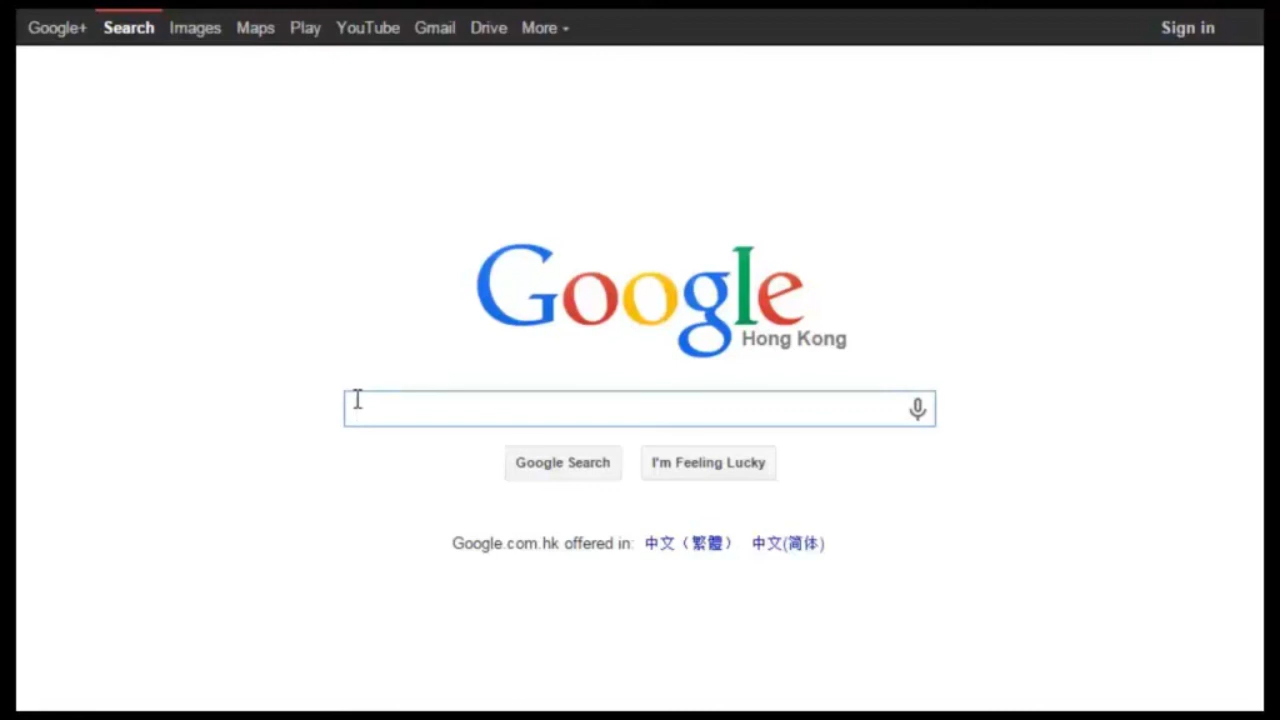 Google+ Search Images Maps Play YouTube Gmail Drive More Sign in
Google
Hong Kong
Google Search I'm Feeling Lucky
Google.com.hk offered in: 中文（繁體） 中文(简体)